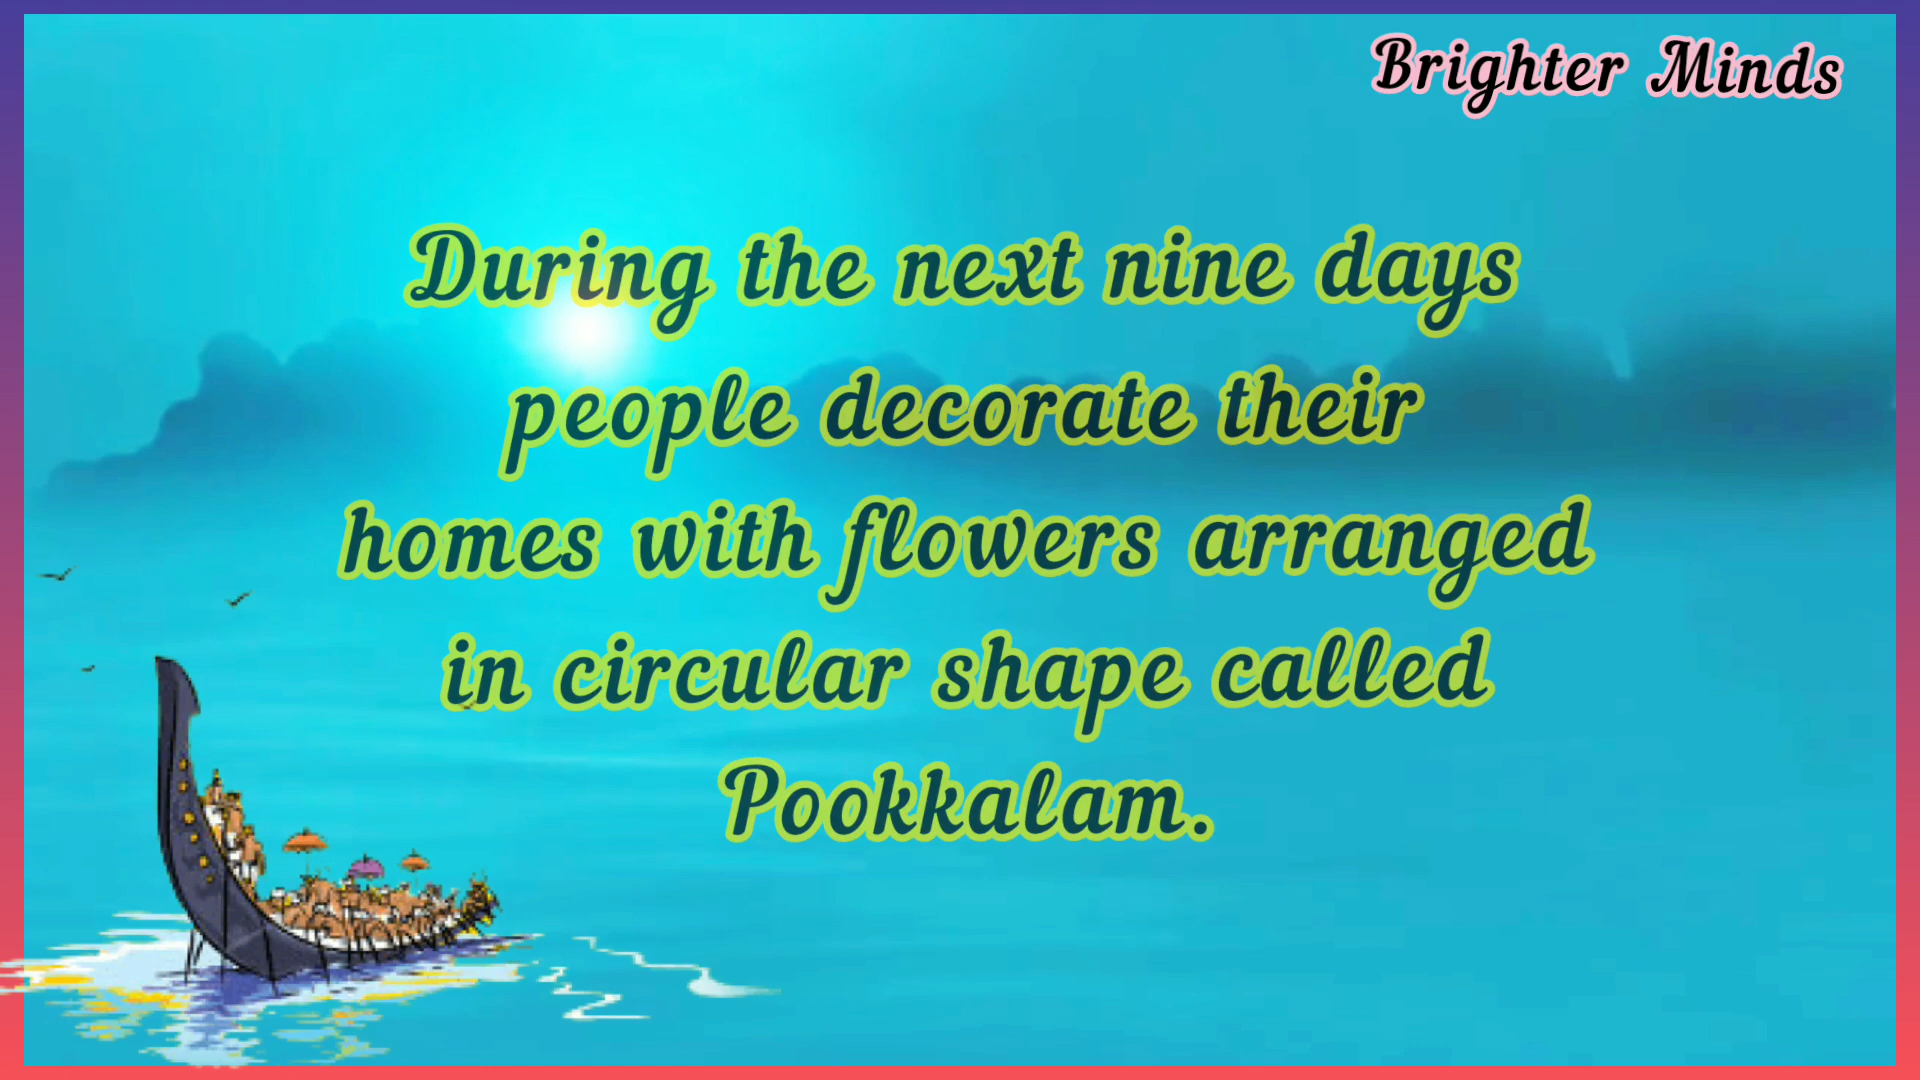 Brighter Minds
During the next nine days
people decorate their
homes with flowers arranged
in circular shape called
Pookkalam.